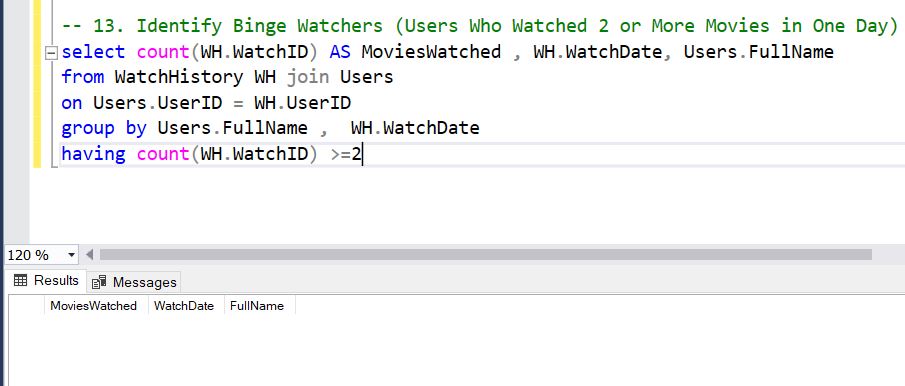 -- 13. Identify Binge Watchers (Users Who Watched 2 or More Movies in One Day)
select count(WH.WatchID) AS MoviesWatched , WH.WatchDate, Users.FullName
from WatchHistory WH join Users
on Users.UserID = WH.UserID
group by Users.FullName ,  WH.WatchDate
having count(WH.WatchID) >=2
120 %
Results Messages
MoviesWatched WatchDate FullName